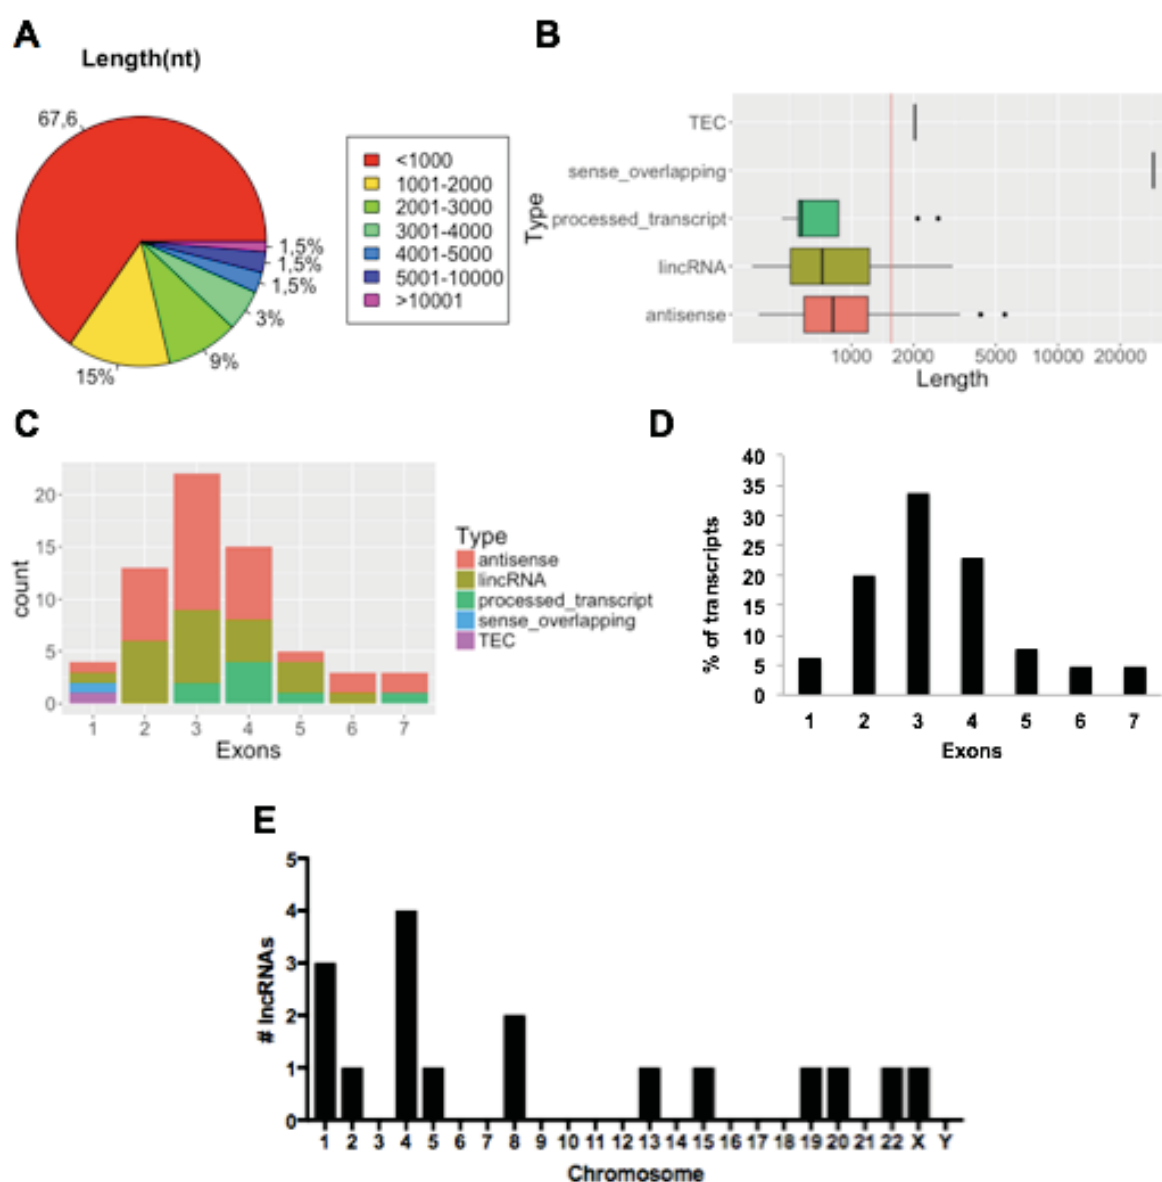 A
Length(nt)
67,6
15%
9%
3%
1,5%
1,5%
1,5%
<1000
1001-2000
2001-3000
3001-4000
4001-5000
5001-10000
>10001
B
Type
TEC
sense_overlapping
processed_transcript
lincRNA
antisense
1000 2000 5000 10000 20000
Length
C
count
20
15
10
5
0
1 2 3 4 5 6 7
Exons
Type
antisense
lincRNA
processed_transcript
sense_overlapping
TEC
D
% of transcripts
40
35
30
25
20
15
10
5
0
1 2 3 4 5 6 7
Exons
E
# lncRNAs
5
4
3
2
1
0
1 2 3 4 5 6 7 8 9 10 11 12 13 14 15 16 17 18 19 20 21 22 X Y
Chromosome